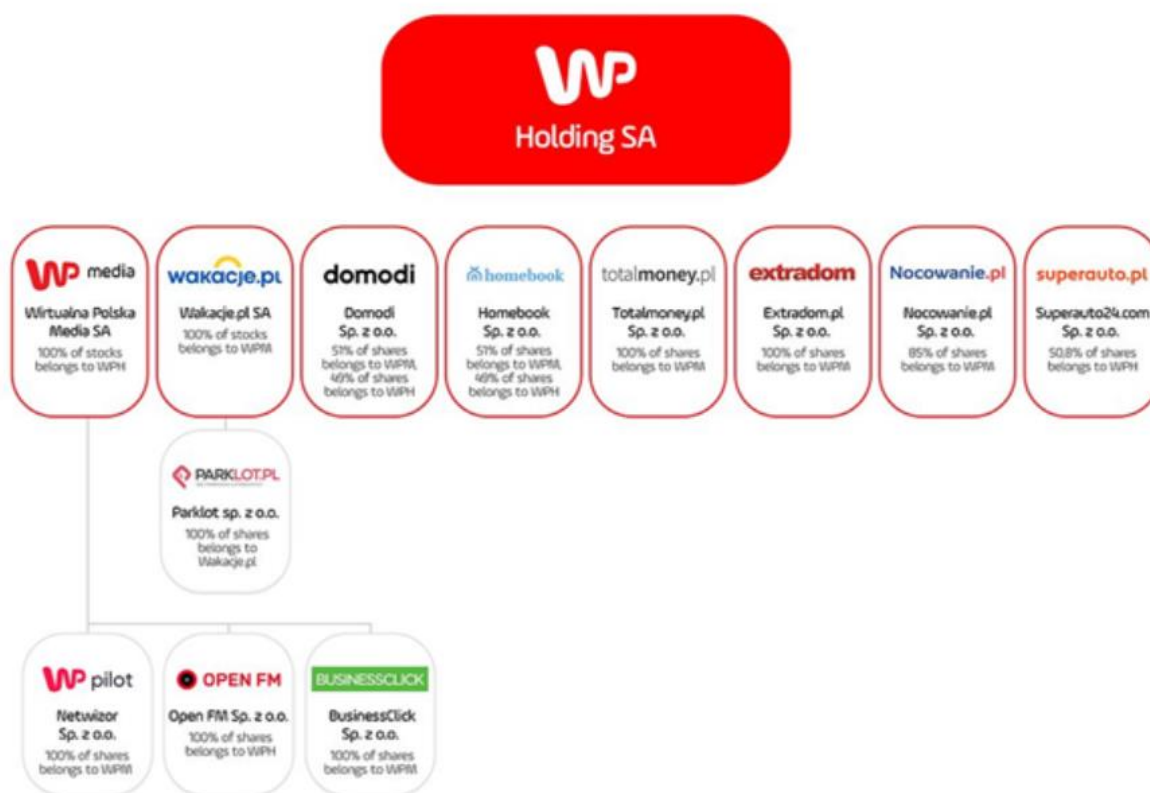 WP
Holding SA
WP media
Wirtualna Polska
Media SA
100% of stocks
belongs to WPH
wakacje.pl
Wakacje.pl SA
100% of stocks
belongs to WPM
domodi
Domodi
Sp. z o.o.
51% of shares
belongs to WPM,
49% of shares
belongs to WPH
homebook
Homebook
Sp. z o.o.
51% of shares
belongs to WPM,
49% of shares
belongs to WPH
totalmoney.pl
Totalmoney.pl
Sp. z o.o.
100% of shares
belongs to WPM
extradom
Extradom.pl
Sp. z o.o.
100% of shares
belongs to WPM
Nocowanie.pl
Nocowanie.pl
Sp. z o.o.
85% of shares
belongs to WPM
superauto.pl
Superauto24.com
Sp. z o.o.
50,8% of shares
belongs to WPH
PARKLOT.PL
Parklot sp. z o.o.
100% of shares
belongs to
Wakacje.pl
WP pilot
Netwizor
Sp. z o.o.
100% of shares
belongs to WPM
OPEN FM
Open FM Sp. z o.o.
100% of shares
belongs to WPH
BUSINESSCLICK
BusinessClick
Sp. z o.o.
100% of shares
belongs to WPM